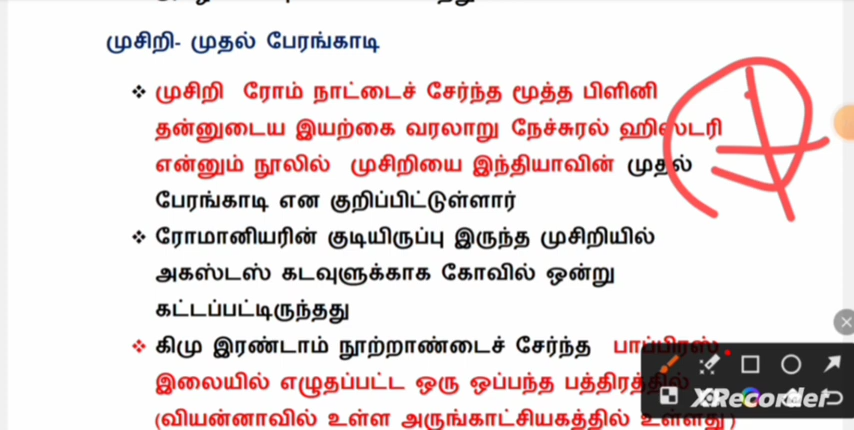 முசிறி- முதல் பேரங்காடி
❖ முசிறி ரோம் நாட்டைச் சேர்ந்த மூத்த பிளினி
தன்னுடைய இயற்கை வரலாறு நேச்சுரல் ஹிஸ்டரி
என்னும் நூலில் முசிறியை இந்தியாவின் முதல்
பேரங்காடி என குறிப்பிட்டுள்ளார்
❖ ரோமானியரின் குடியிருப்பு இருந்த முசிறியில்
அகஸ்டஸ் கடவுளுக்காக கோவில் ஒன்று
கட்டப்பட்டிருந்தது
❖ கிமு இரண்டாம் நூற்றாண்டைச் சேர்ந்த பாப்பிரஸ்
இலையில் எழுதப்பட்ட ஒரு ஒப்பந்த பத்திரத்தில்
(வியன்னாவில் உள்ள அருங்காட்சியகத்தில் உள்ளது)
XRecorder